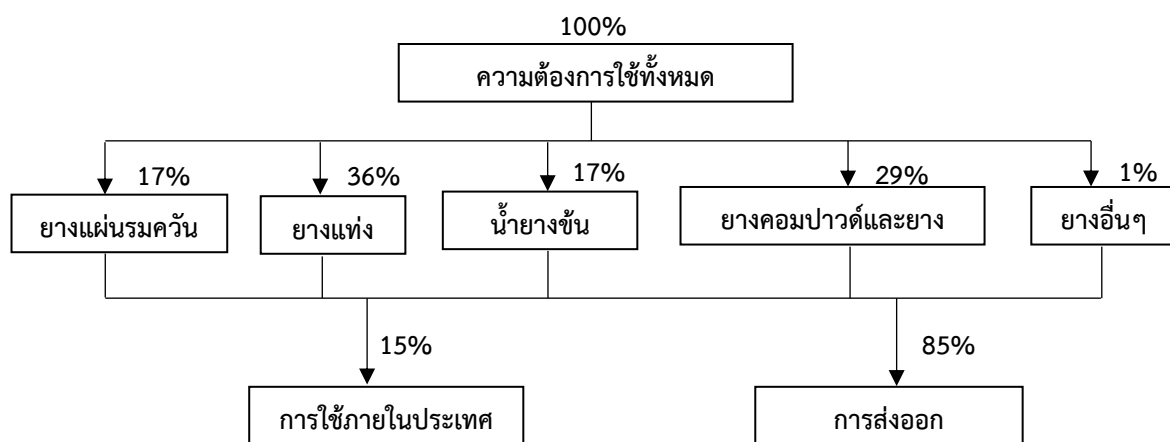 100%
ความต้องการใช้ทั้งหมด
17%
36%
17%
29%
1%
ยางแผ่นรมควัน
ยางแท่ง
น้ำยางข้น
ยางคอมปาวด์และยาง
ยางอื่นๆ
15%
85%
การใช้ภายในประเทศ
การส่งออก